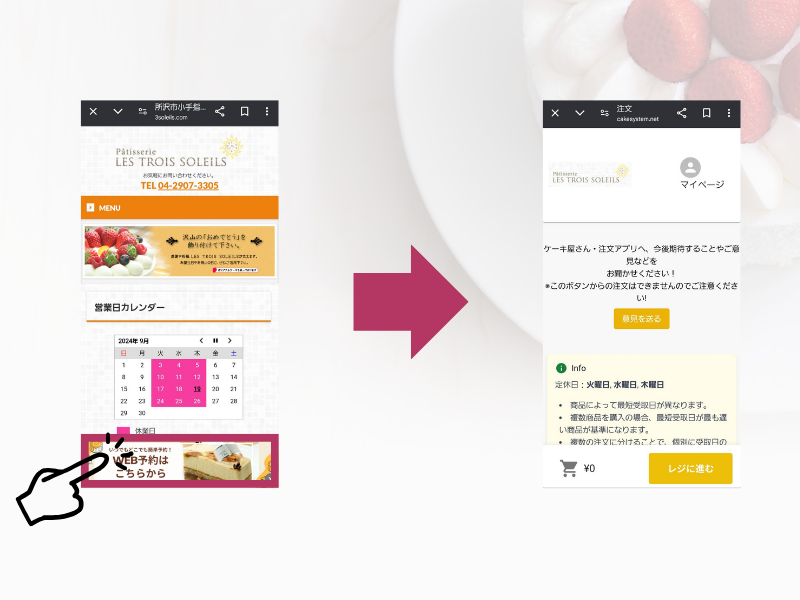 所沢市小手指...
3soleils.com
Pâtisserie
LES TROIS SOLEILS
お気軽にお問い合わせください。
TEL 04-2907-3305
MENU
沢山の『おめでとう』を
飾り付けて下さい。
営業日カレンダー
2024年 9月
日 月 火 水 木 金 土
1 2 3 4 5 6 7
8 9 10 11 12 13 14
15 16 17 18 19 20 21
22 23 24 25 26 27 28
29 30
休業日
いつでもどこでも簡単予約！
WEB予約は
こちらから
注文
cakesystem.net
Pâtisserie
LES TROIS SOLEILS
マイページ
ケーキ屋さん・注文アプリへ、今後期待することやご意
見などを
お聞かせください！
*このボタンからの注文はできませんのでご注意くださ
い!
意見を送る
Info
定休日：火曜日, 水曜日, 木曜日
• 商品によって最短受取日が異なります。
• 複数商品を購入の場合、最短受取日が最も遅
い商品が基準になります。
• 複数の注文に分けることで、個別に受取日の
¥0
レジに進む